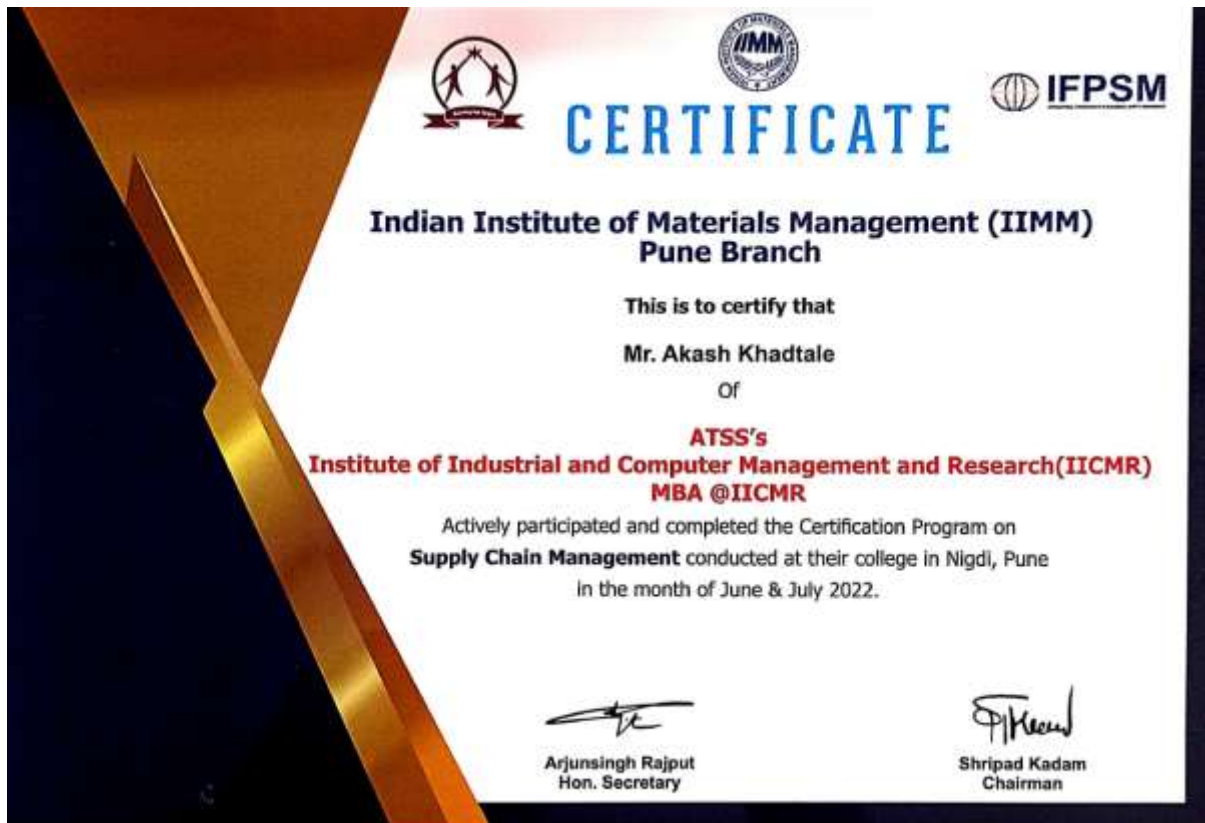 IIMM
IFPSM
CERTIFICATE
Indian Institute of Materials Management (IIMM)
Pune Branch
This is to certify that
Mr. Akash Khadtale
Of
ATSS's
Institute of Industrial and Computer Management and Research(IICMR)
MBA @IICMR
Actively participated and completed the Certification Program on
Supply Chain Management conducted at their college in Nigdi, Pune
in the month of June & July 2022.
Arjunsingh Rajput
Hon. Secretary
Shripad Kadam
Chairman